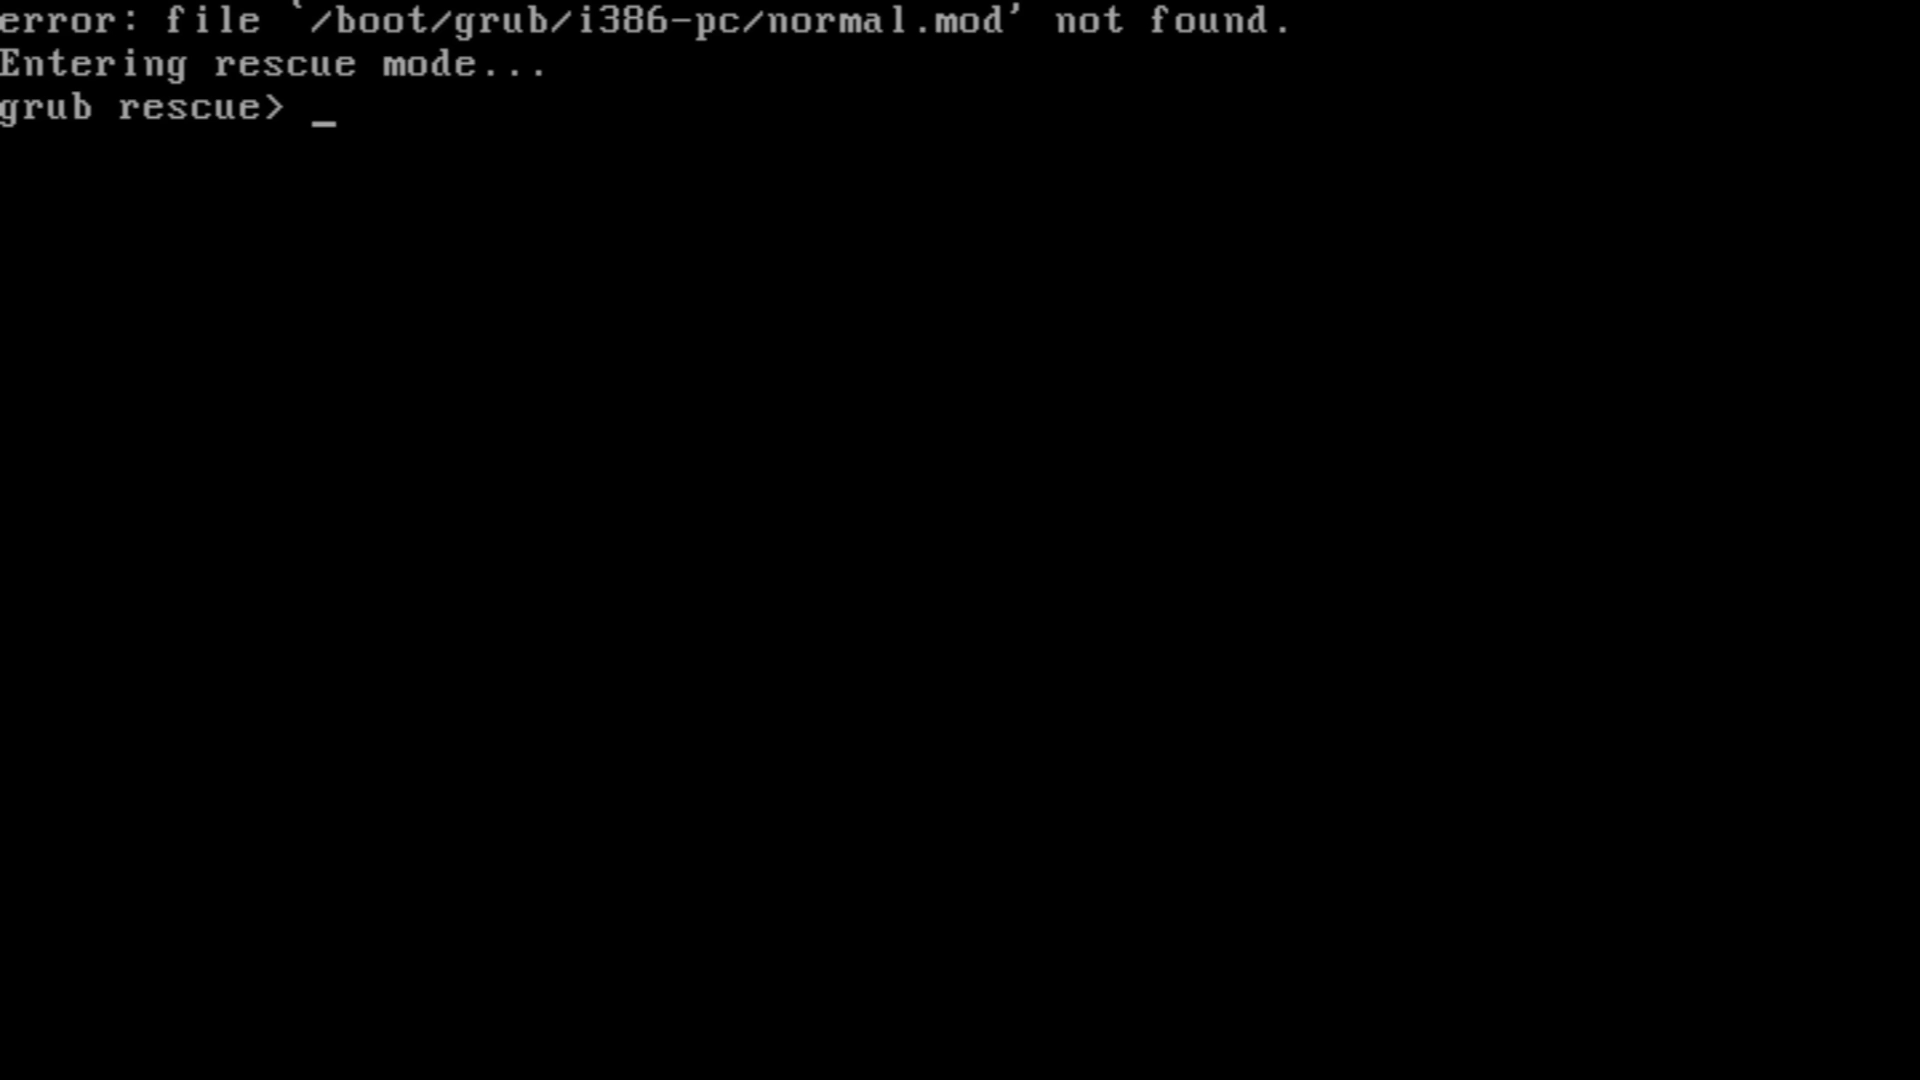 error: file `/boot/grub/i386-pc/normal.mod' not found.
Entering rescue mode...
grub rescue> _